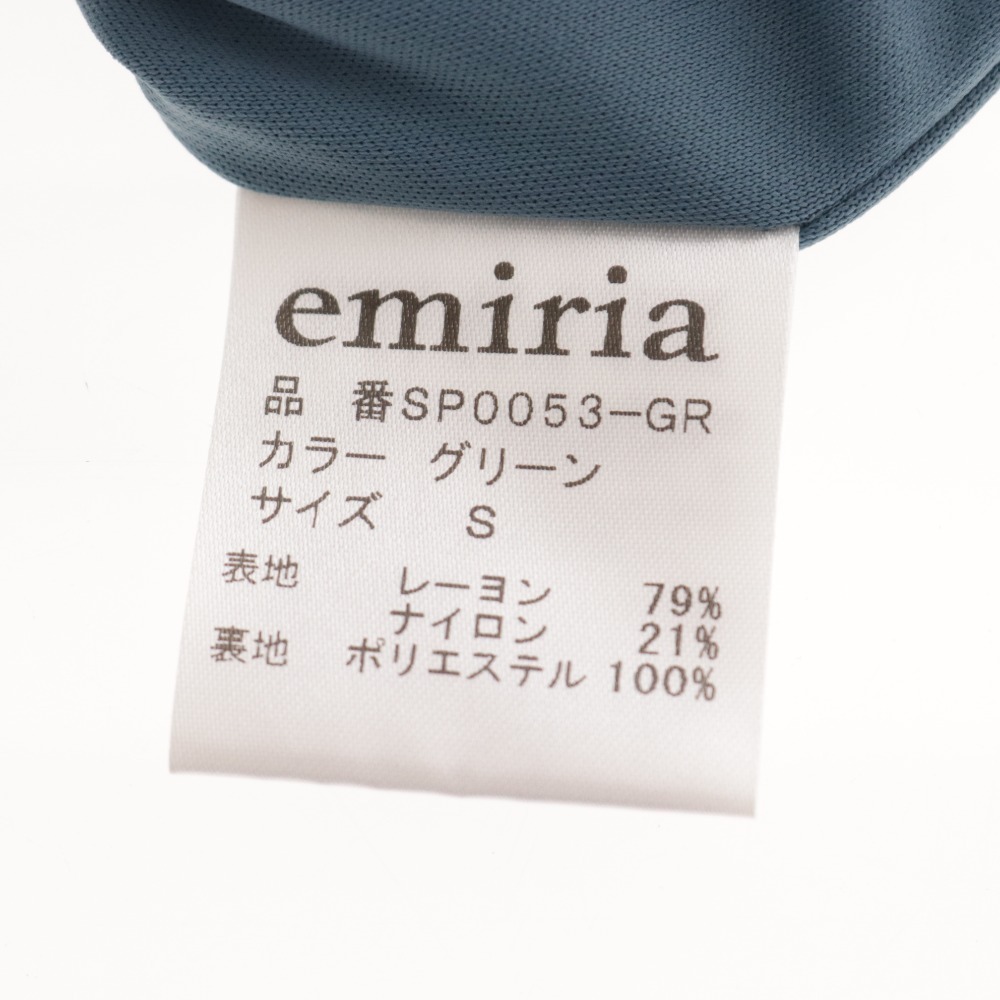 emiria
品 番SP0053-GR
カラー グリーン
サイズ S
表地 レーヨン 79%
ナイロン 21%
裏地 ポリエステル 100%